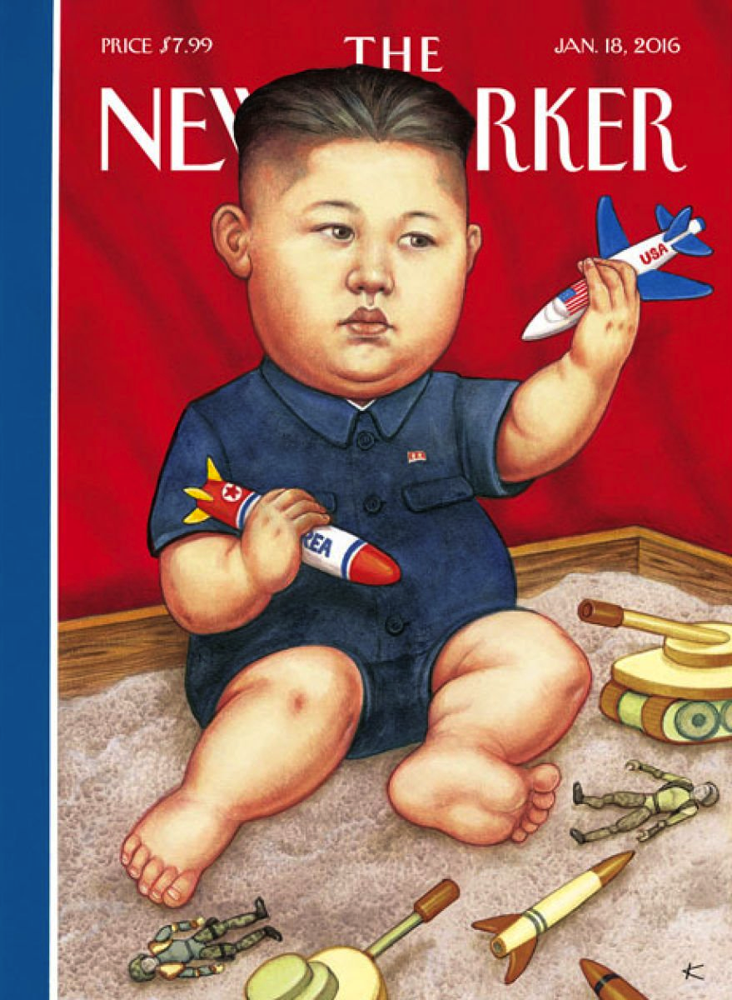 PRICE $7.99
THE
JAN. 18, 2016
NEW RKER
USA
REA
K